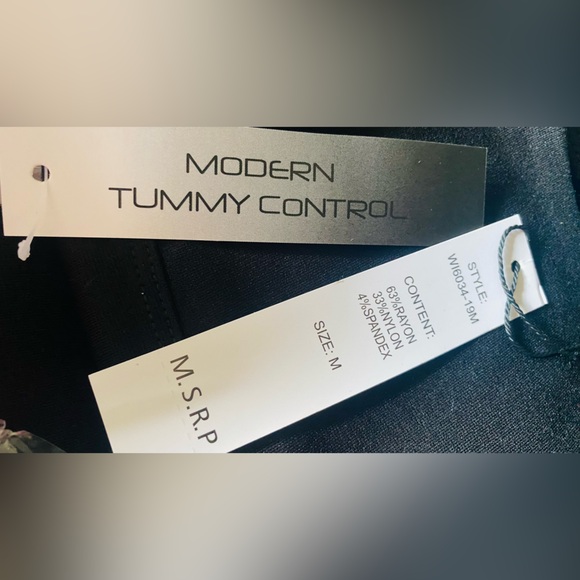 MODERN
TUMMY CONTROL
STYLE:
WI6034-19M
CONTENT:
63%RAYON
33%NYLON
4%SPANDEX
SIZE: M
M.S.R.P